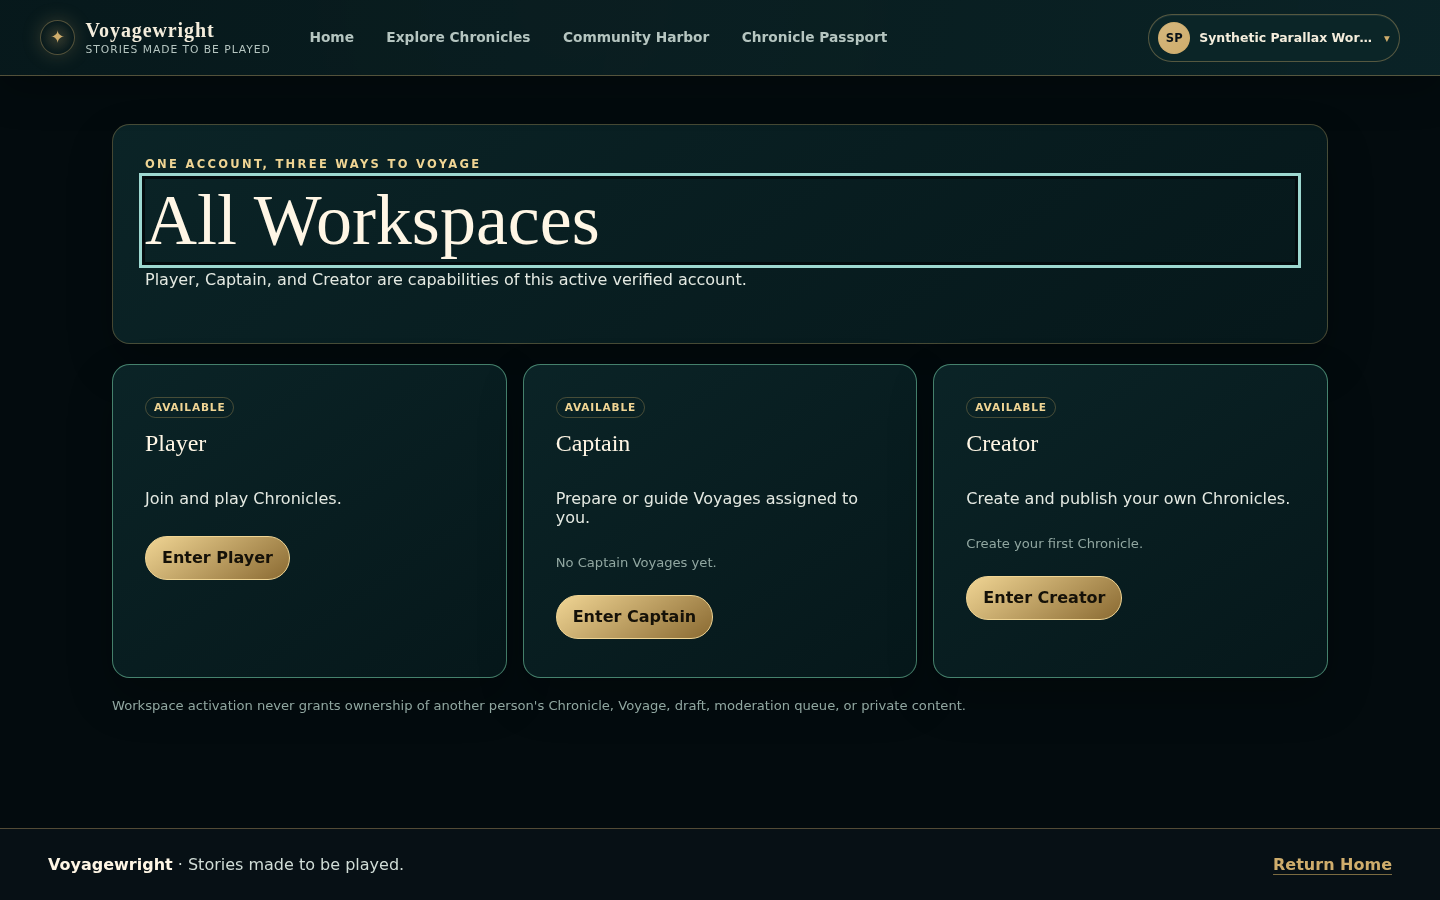 Voyagewright
STORIES MADE TO BE PLAYED
Home
Explore Chronicles
Community Harbor
Chronicle Passport
SP
Synthetic Parallax Wor...
ONE ACCOUNT, THREE WAYS TO VOYAGE
All Workspaces
Player, Captain, and Creator are capabilities of this active verified account.
AVAILABLE
Player
Join and play Chronicles.
Enter Player
AVAILABLE
Captain
Prepare or guide Voyages assigned to
you.
No Captain Voyages yet.
Enter Captain
AVAILABLE
Creator
Create and publish your own Chronicles.
Create your first Chronicle.
Enter Creator
Workspace activation never grants ownership of another person's Chronicle, Voyage, draft, moderation queue, or private content.
Voyagewright · Stories made to be played.
Return Home